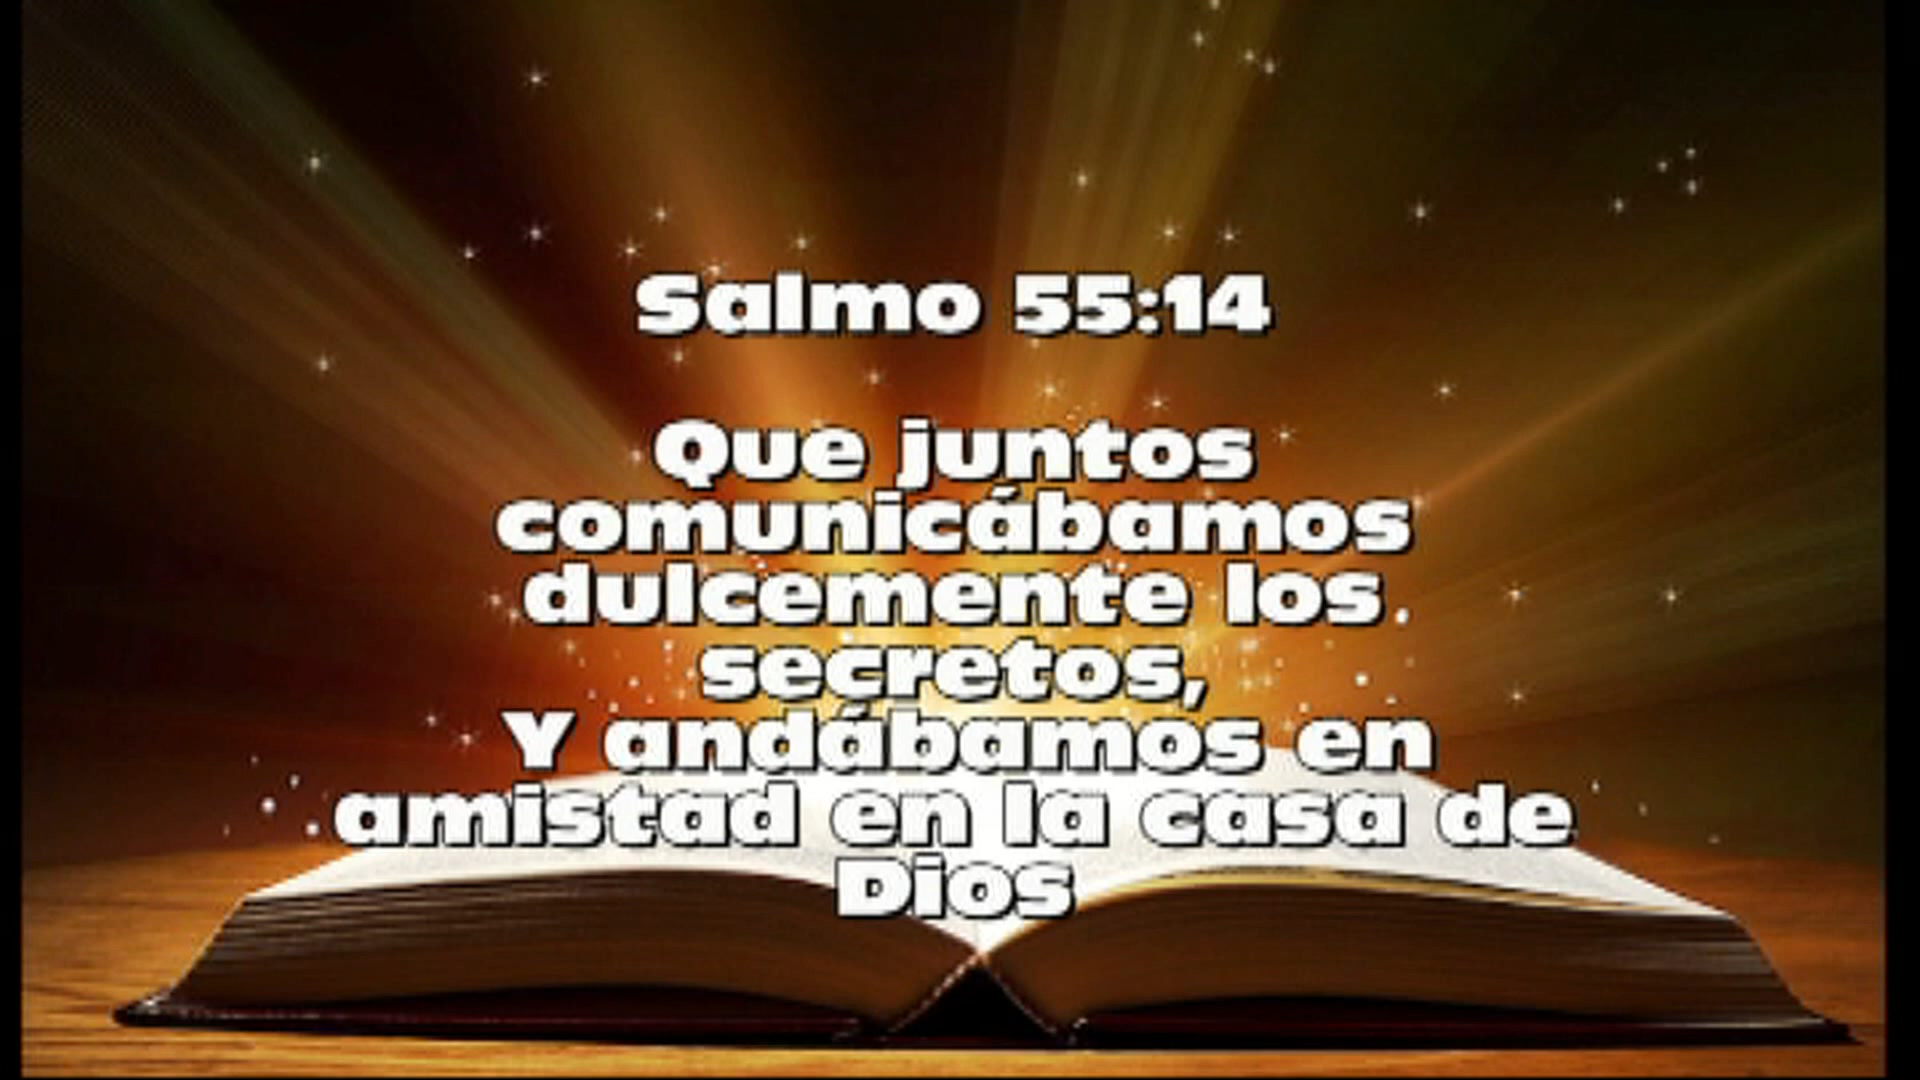 Salmo 55:14
Que juntos
comunicábamos
dulcemente los
secretos,
Y andábamos en
amistad en la casa de
Dios